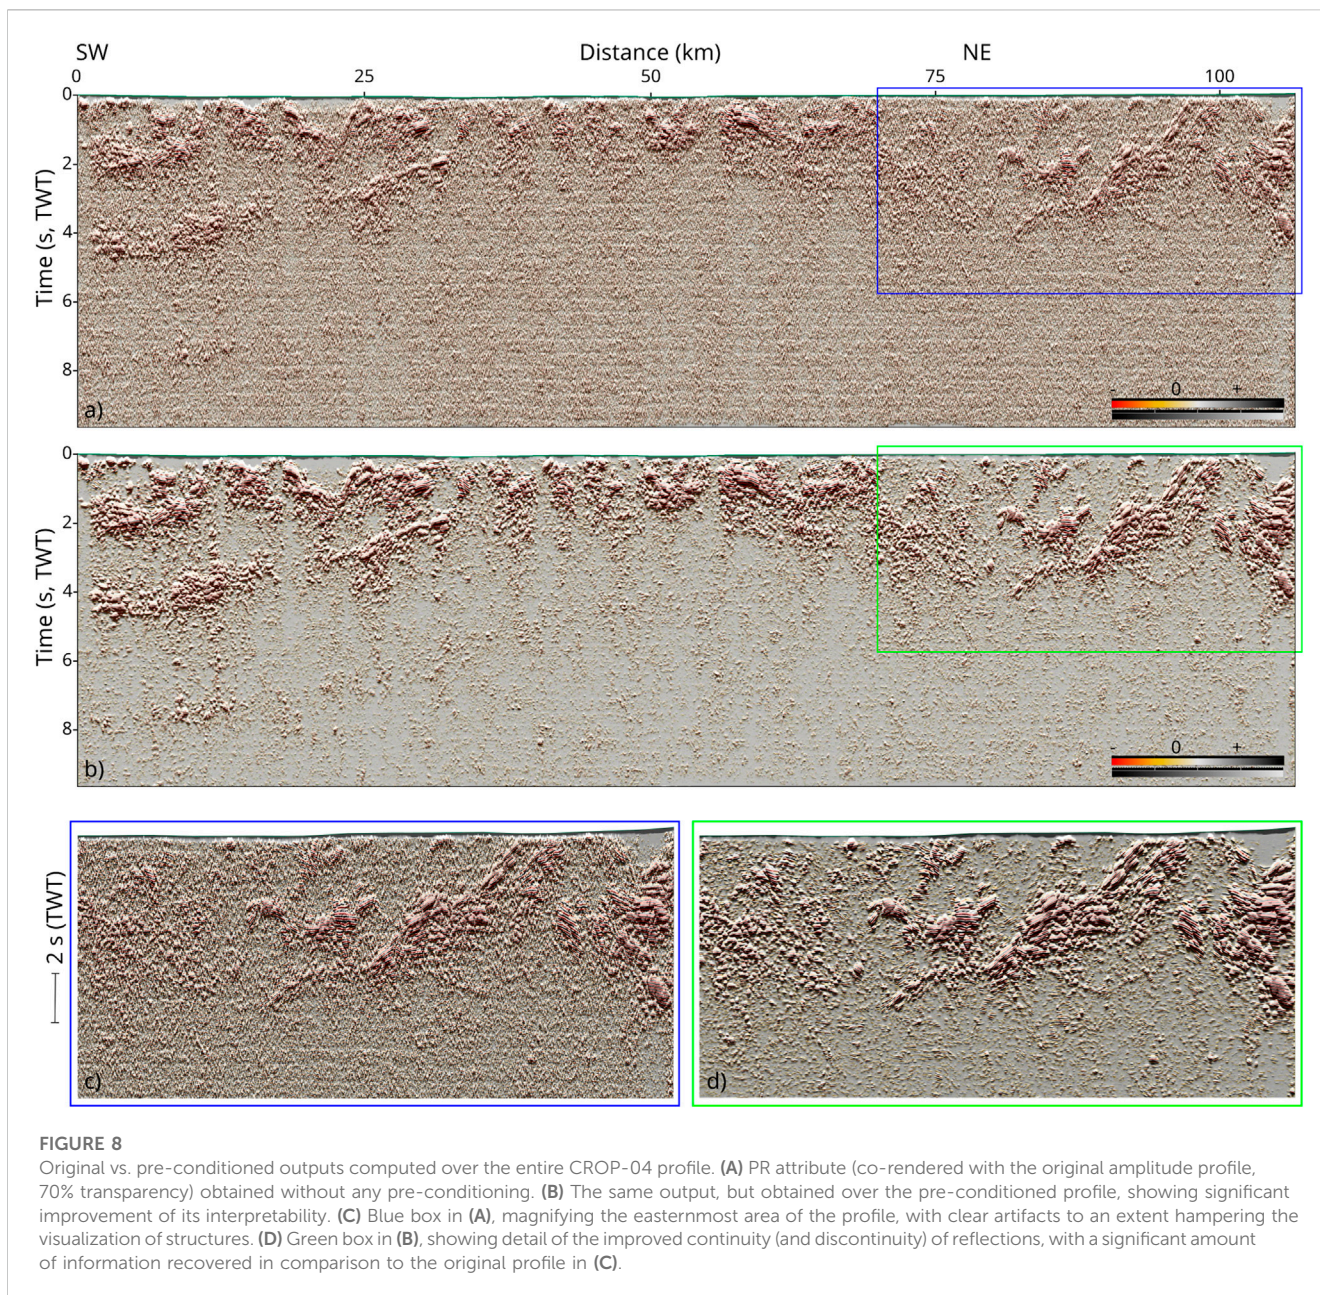 SW Distance (km) NE
0 25 50 75 100
0
2
4
6
8
Time (s, TWT)
- 0 +
a)
0
2
4
6
8
Time (s, TWT)
- 0 +
b)
2 s (TWT)
c)
d)
FIGURE 8
Original vs. pre-conditioned outputs computed over the entire CROP-04 profile. (A) PR attribute (co-rendered with the original amplitude profile,
70% transparency) obtained without any pre-conditioning. (B) The same output, but obtained over the pre-conditioned profile, showing significant
improvement of its interpretability. (C) Blue box in (A), magnifying the easternmost area of the profile, with clear artifacts to an extent hampering the
visualization of structures. (D) Green box in (B), showing detail of the improved continuity (and discontinuity) of reflections, with a significant amount
of information recovered in comparison to the original profile in (C).